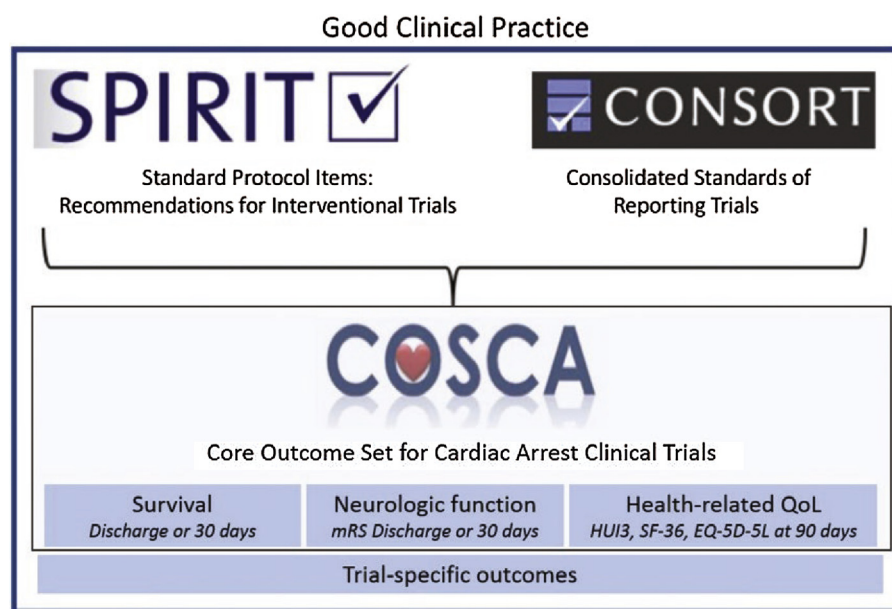 Good Clinical Practice
SPIRIT
CONSORT
Standard Protocol Items:
Recommendations for Interventional Trials
Consolidated Standards of
Reporting Trials
COSCA
Core Outcome Set for Cardiac Arrest Clinical Trials
Survival
Discharge or 30 days
Neurologic function
mRS Discharge or 30 days
Health-related QoL
HUI3, SF-36, EQ-5D-5L at 90 days
Trial-specific outcomes